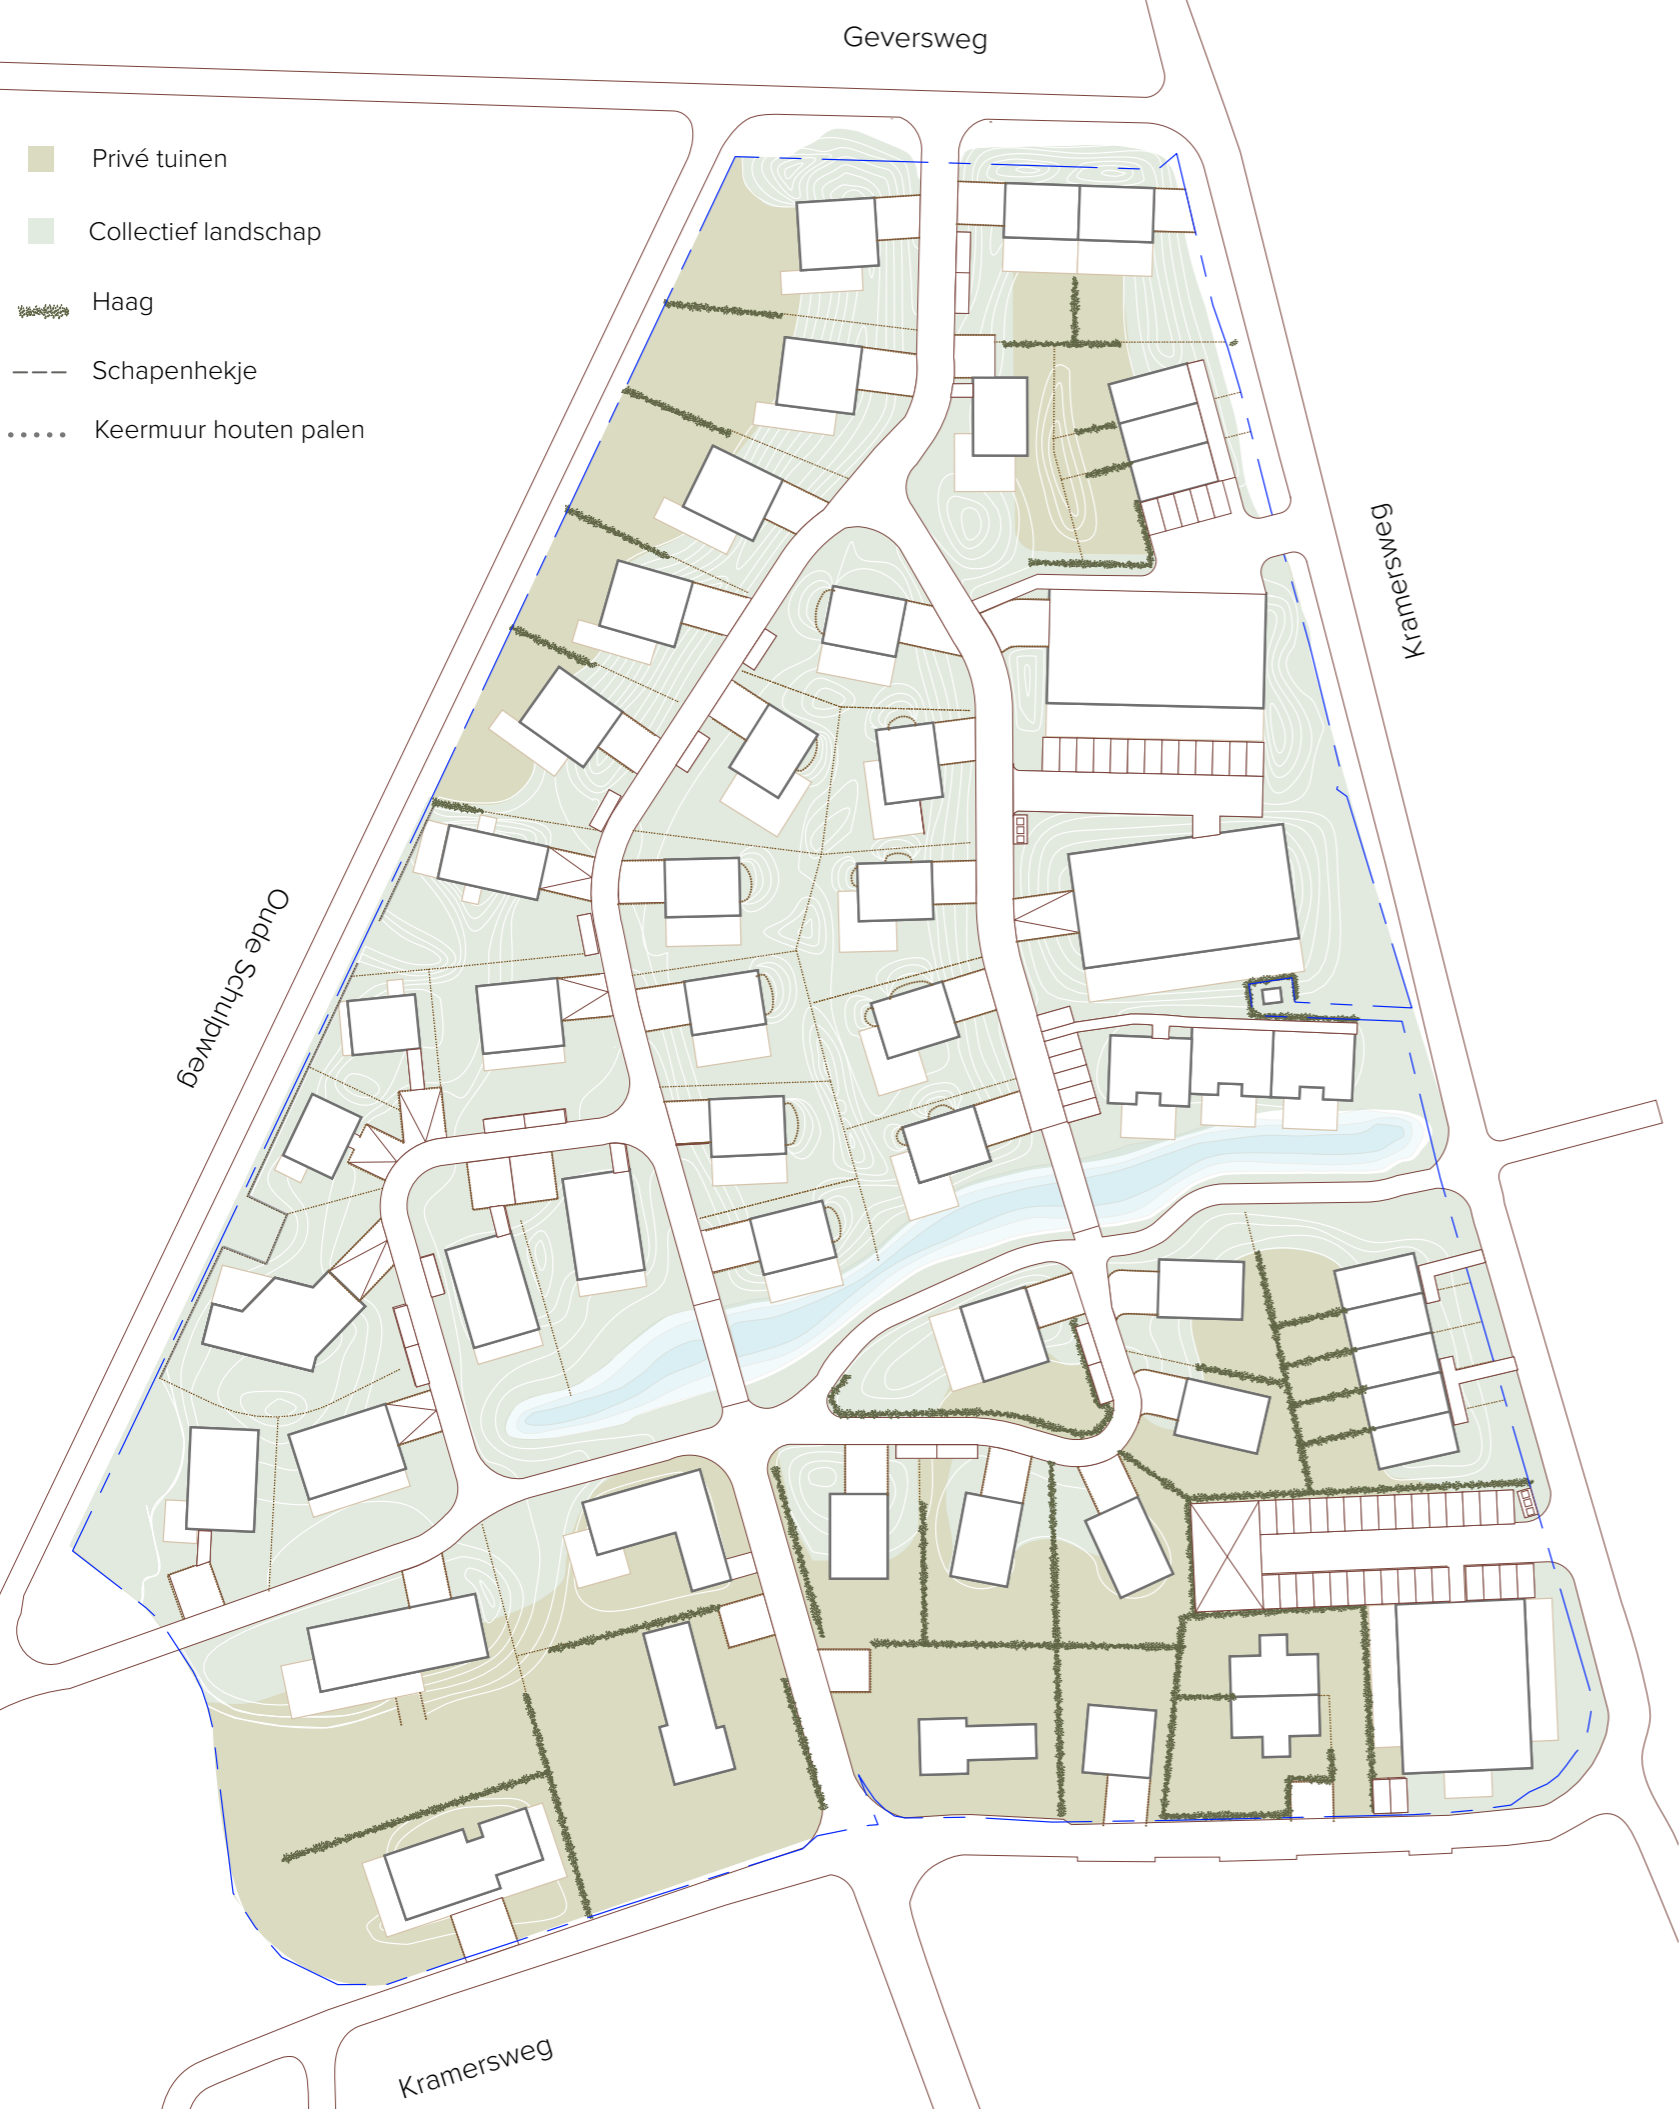 Geversweg
Privé tuinen
Collectief landschap
Haag
Schapenhekje
Keermuur houten palen
Kramersweg
Oude Schulpweg
Kramersweg